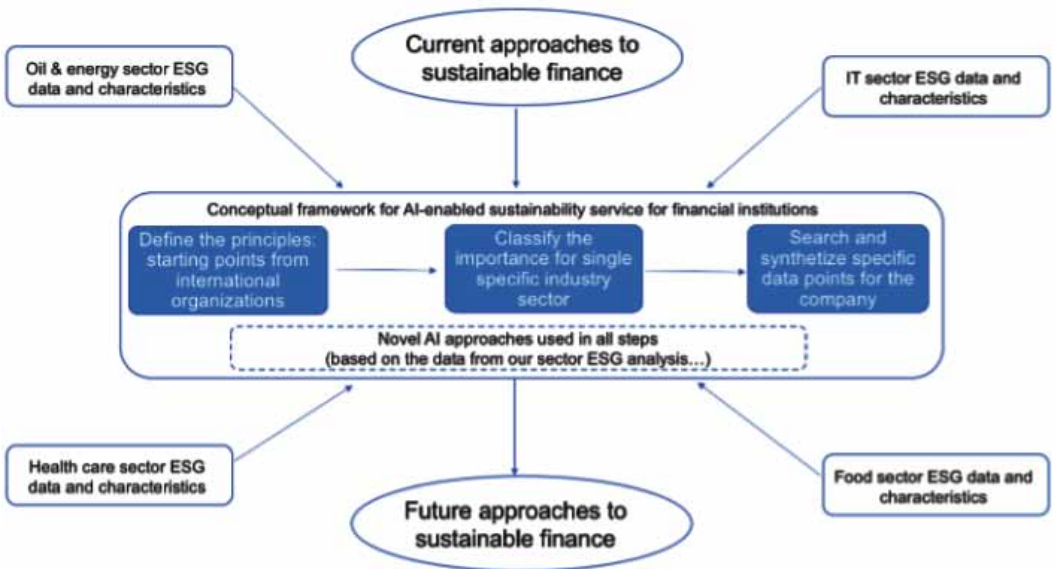 Current approaches to
sustainable finance
Oil & energy sector ESG
data and characteristics
IT sector ESG data and
characteristics
Conceptual framework for AI-enabled sustainability service for financial institutions
Define the principles:
starting points from
international
organizations
Classify the
importance for single
specific industry
sector
Search and
synthetize specific
data points for the
company
Novel AI approaches used in all steps
(based on the data from our sector ESG analysis...)
Health care sector ESG
data and characteristics
Food sector ESG data and
characteristics
Future approaches to
sustainable finance